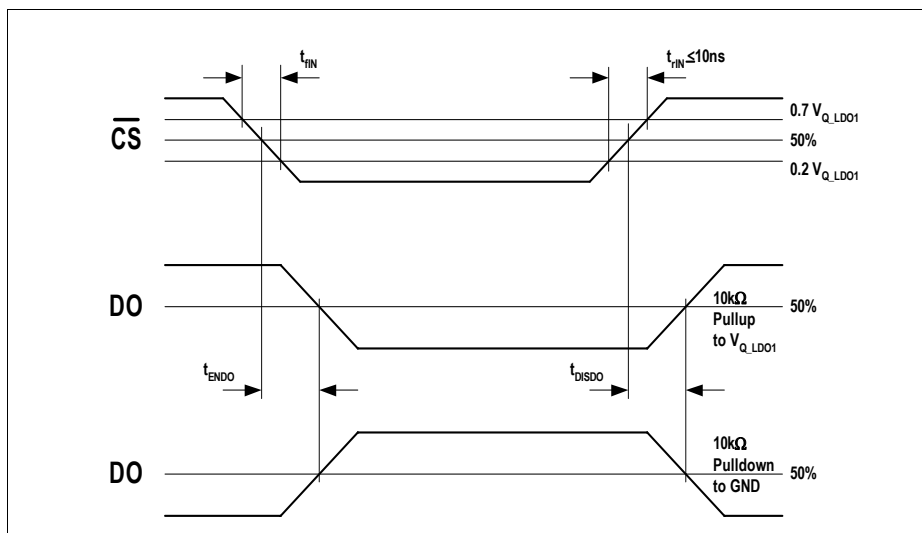 tfIN
trIN≤10ns
0.7 VQ_LDO1
CS
50%
0.2 VQ_LDO1
DO
10kΩ
Pullup
to VQ_LDO1
50%
tENDO
tDISDO
DO
10kΩ
Pulldown
to GND
50%